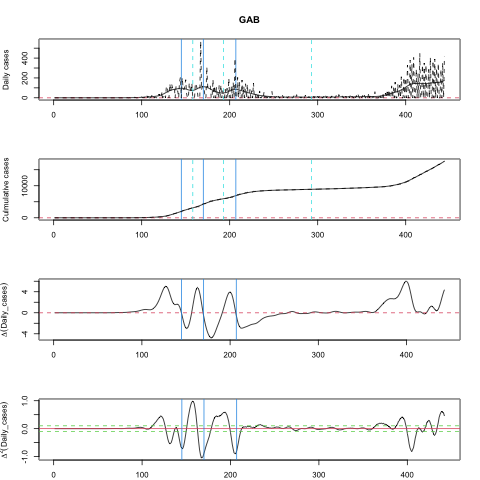 GAB
Daily cases
400
200
0
0 100 200 300 400
Culmulative cases
10000
0
0 100 200 300 400
Δ(Daily_cases)
4
0
-4
0 100 200 300 400
Δ²(Daily_cases)
1.0
0.0
-1.0
0 100 200 300 400